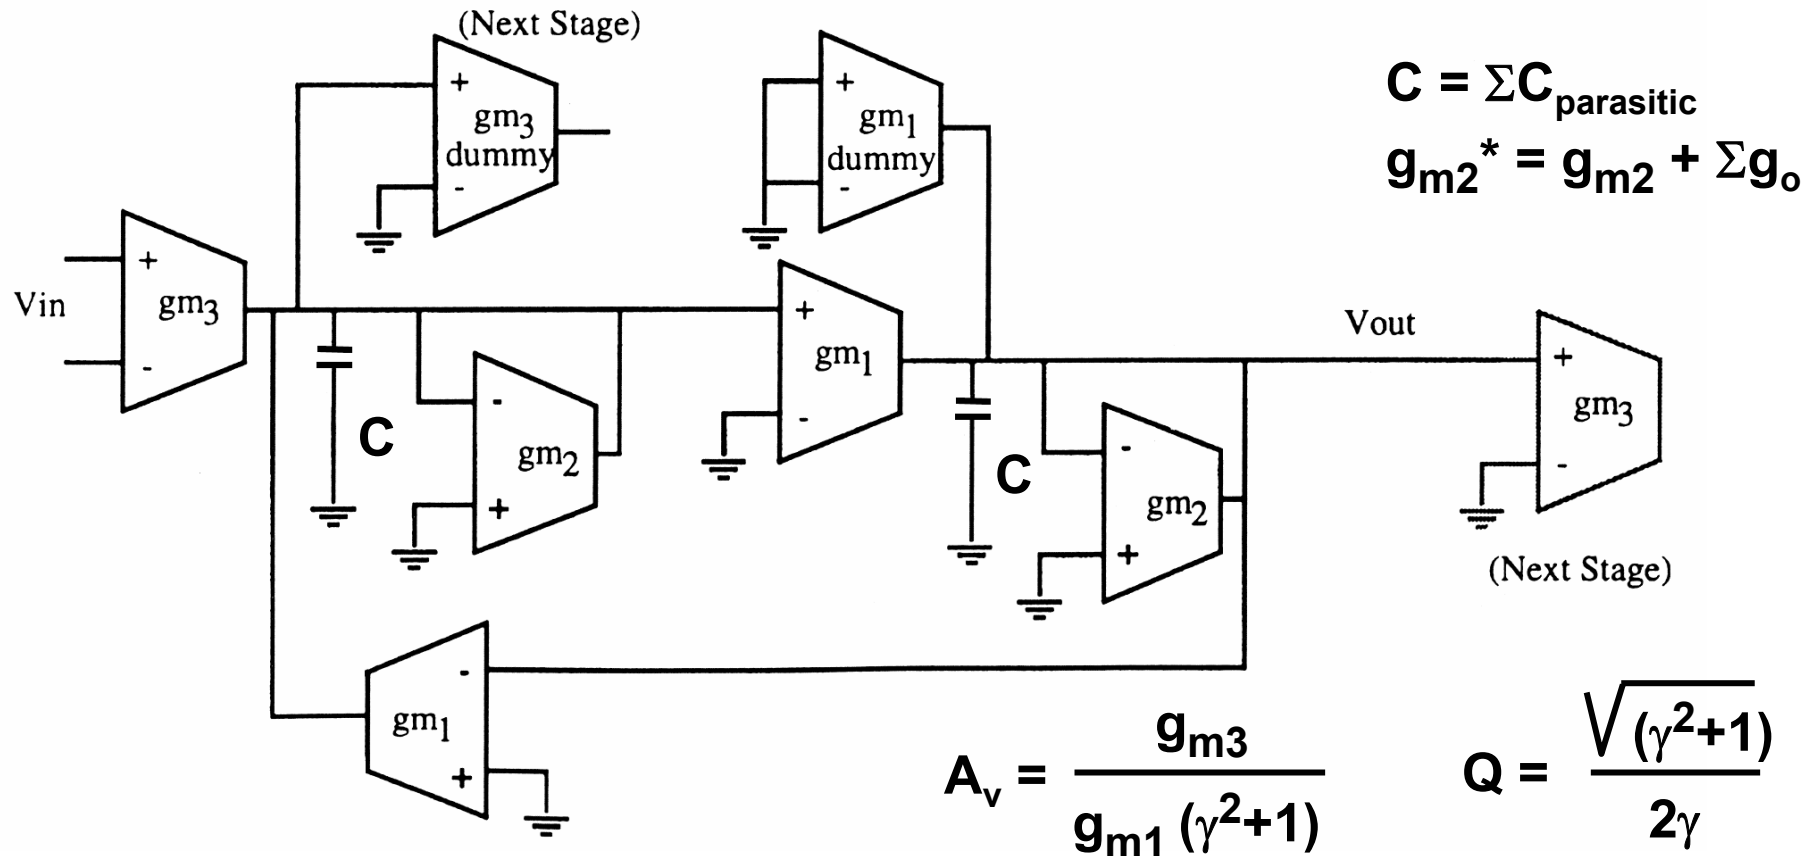 (Next Stage)
+
gm3
dummy
-
+
gm1
dummy
-
C = ΣCparasitic
gm2* = gm2 + Σgo
Vin
+
gm3
-
C
-
gm2
+
+
gm1
-
C
-
gm2
+
Vout
+
gm3
-
(Next Stage)
-
gm1
+
Av = gm3 / gm1 (γ²+1)
Q = √(γ²+1) / 2γ